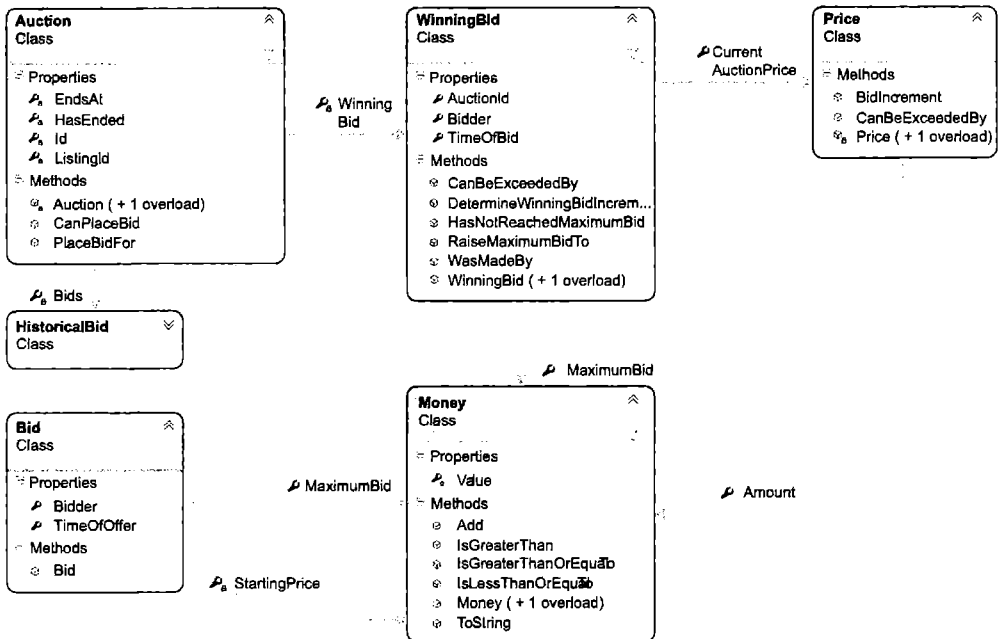 Auction
Class
Properties
EndsAt
HasEnded
Id
ListingId
Methods
Auction ( + 1 overload)
CanPlaceBid
PlaceBidFor
Winning
Bid
WinningBid
Class
Properties
AuctionId
Bidder
TimeOfBid
Methods
CanBeExceededBy
DetermineWinningBidIncrem...
HasNotReachedMaximumBid
RaiseMaximumBidTo
WasMadeBy
WinningBid ( + 1 overload)
Current
AuctionPrice
Price
Class
Methods
BidIncrement
CanBeExceededBy
Price ( + 1 overload)
Bids
HistoricalBid
Class
MaximumBid
Bid
Class
Properties
Bidder
TimeOfOffer
Methods
Bid
MaximumBid
StartingPrice
Money
Class
Properties
Value
Methods
Add
IsGreaterThan
IsGreaterThanOrEqualTo
IsLessThanOrEqualTo
Money ( + 1 overload)
ToString
Amount